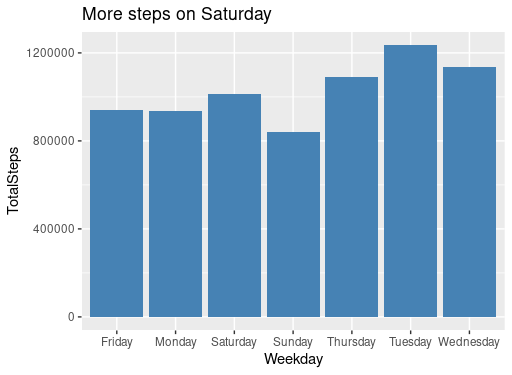 More steps on Saturday
TotalSteps
1200000
800000
400000
0
Friday Monday Saturday Sunday Thursday Tuesday Wednesday
Weekday